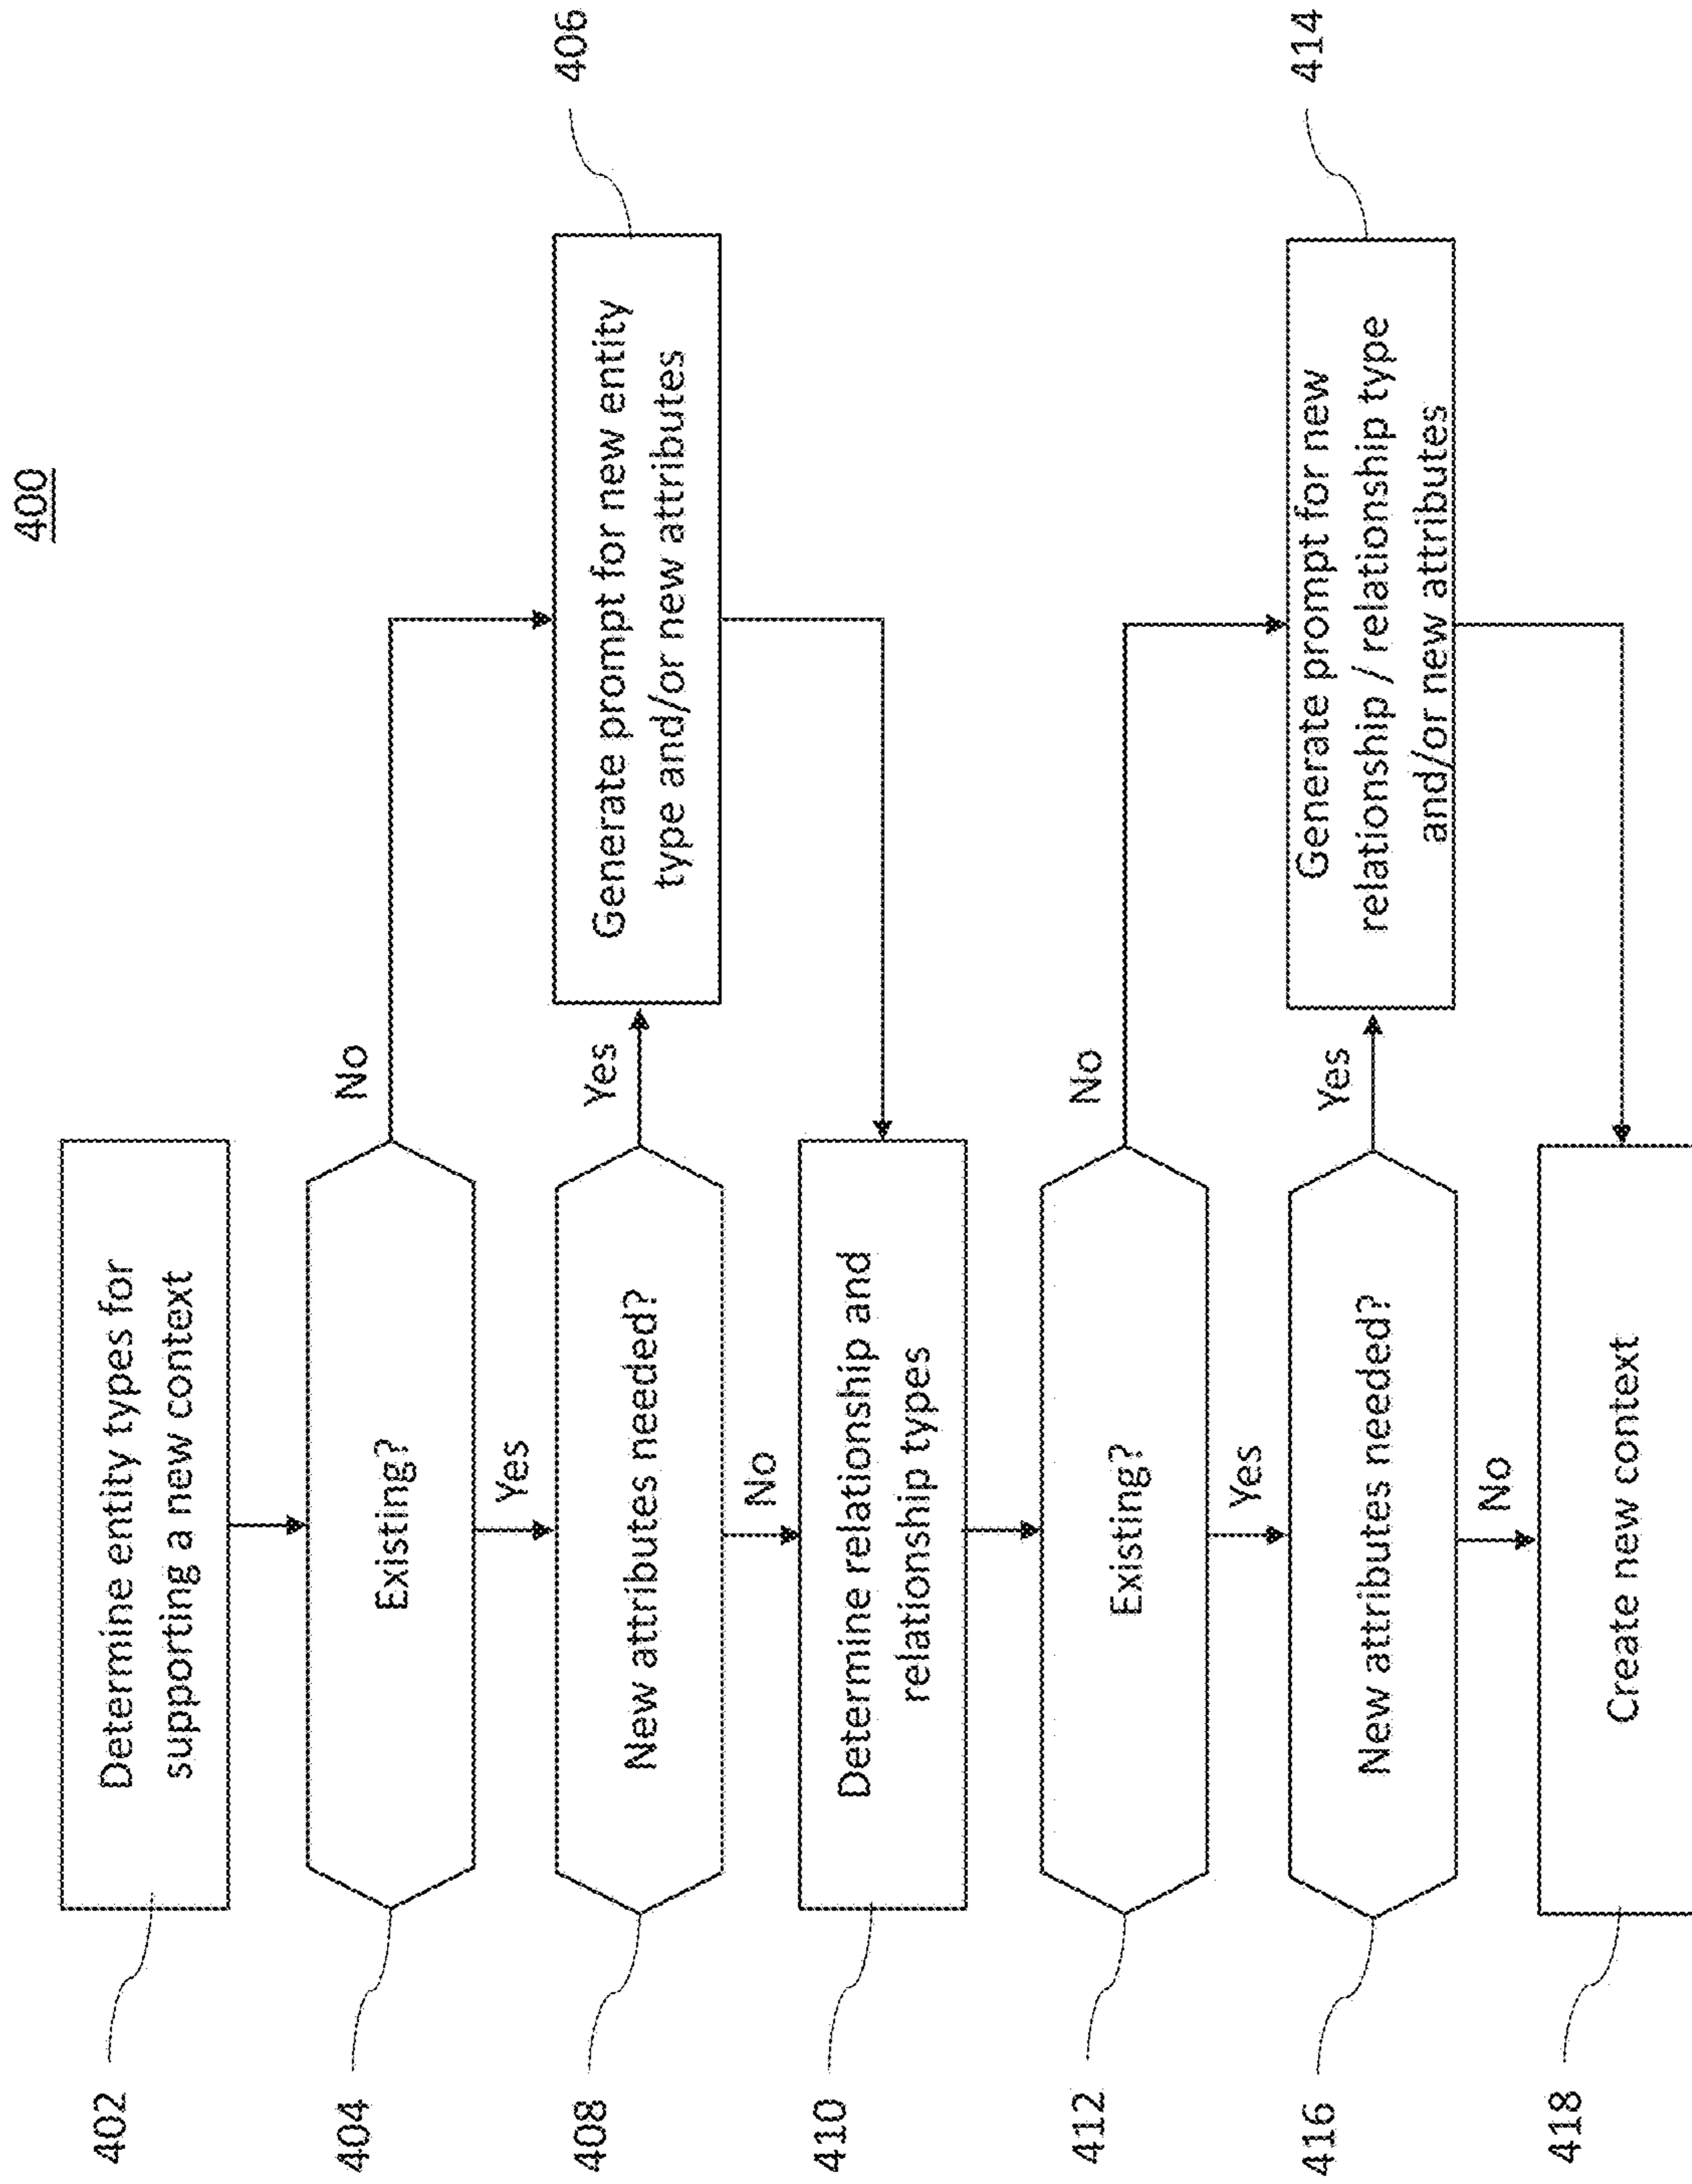 400
402
Determine entity types for
supporting a new context
404
Existing?
No
Yes
406
Generate prompt for new entity
type and/or new attributes
408
New attributes needed?
Yes
No
410
Determine relationship and
relationship types
412
Existing?
No
Yes
414
Generate prompt for new
relationship / relationship type
and/or new attributes
416
New attributes needed?
Yes
No
418
Create new context